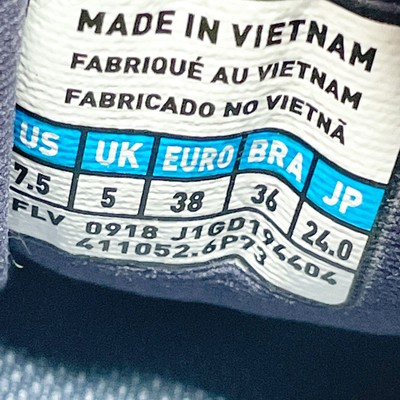 MADE IN VIETNAM
FABRIQUÉ AU VIETNAM
FABRICADO NO VIETNÃ
US UK EURO BRA JP
7.5 5 38 36 24.0
FLV 0918 J1GD194404
411052.6P73